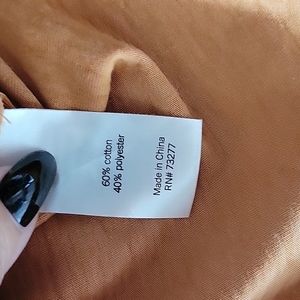 60% cotton
40% polyester
Made in China
RN# 73277